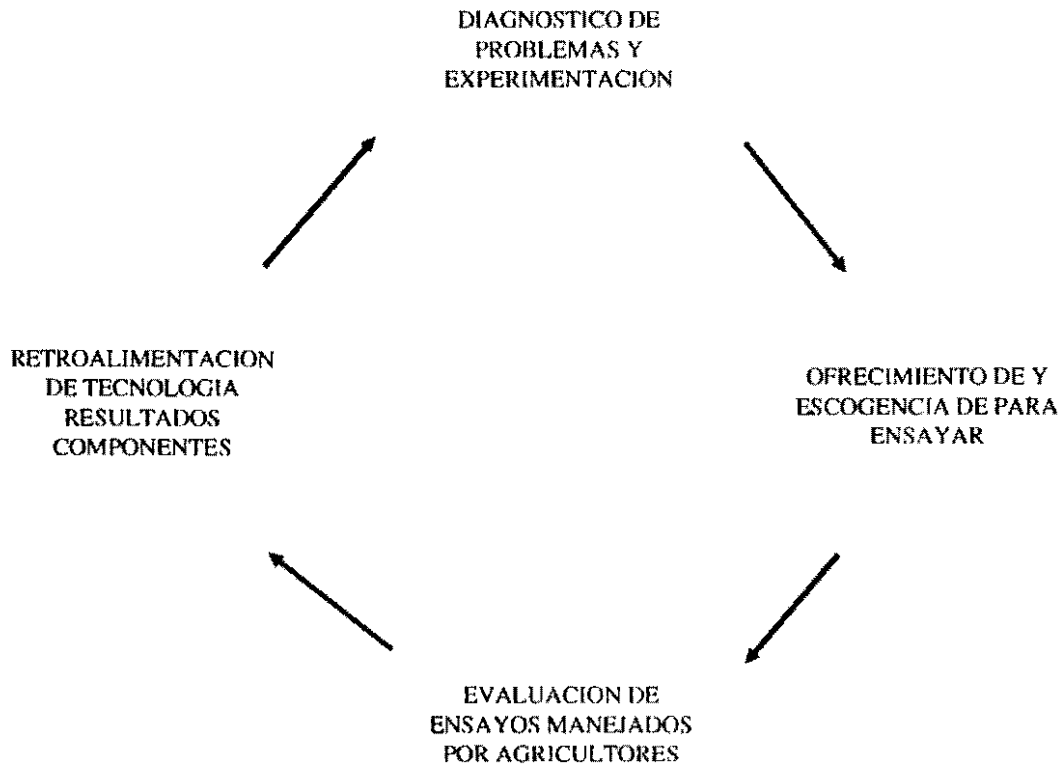 DIAGNOSTICO DE
PROBLEMAS Y
EXPERIMENTACION
RETROALIMENTACION
DE TECNOLOGIA
RESULTADOS
COMPONENTES
OFRECIMIENTO DE Y
ESCOGENCIA DE PARA
ENSAYAR
EVALUACION DE
ENSAYOS MANEJADOS
POR AGRICULTORES